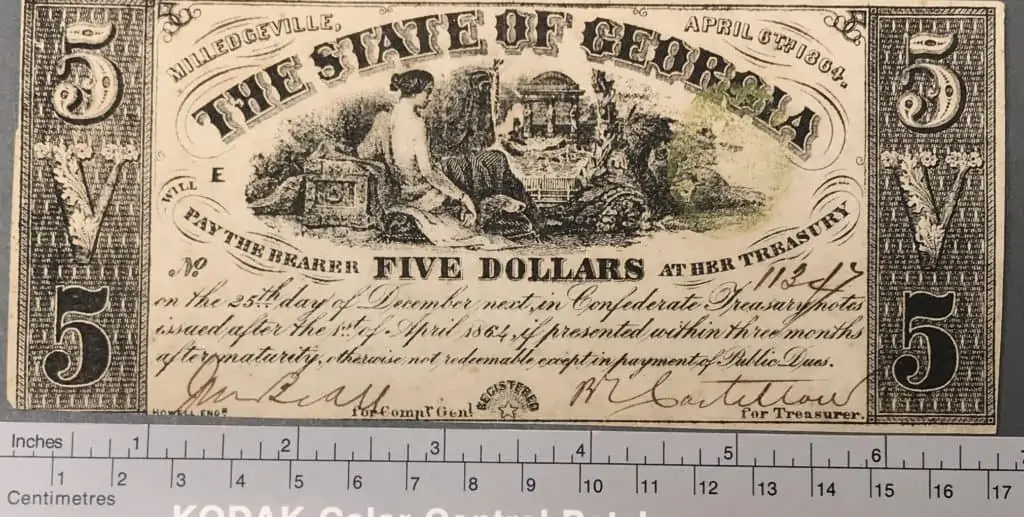 5 5
MILLEDGEVILLE, APRIL 6TH 1864.
THE STATE OF GEORGIA
E
V V
WILL
PAY THE BEARER FIVE DOLLARS AT HER TREASURY
No 11347
on the 25th day of December next, in Confederate Treasury notes
issued after the 1st of April 1864, if presented within three months
after maturity, otherwise not redeemable except in payment of Public Dues.
5 5
for Compr Genl REGISTERED for Treasurer.
HOWELL ENGR
Inches 1 2 3 4 5 6
1 2 3 4 5 6 7 8 9 10 11 12 13 14 15 16 17
Centimetres
KODAK Color Control